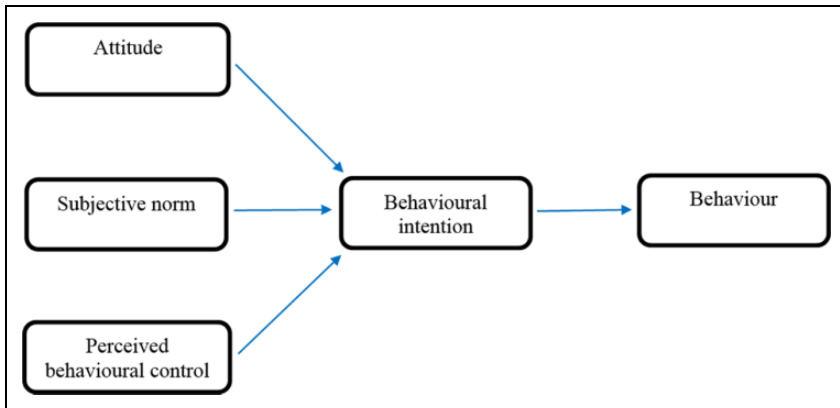 Attitude
Subjective norm
Perceived
behavioural control
Behavioural
intention
Behaviour